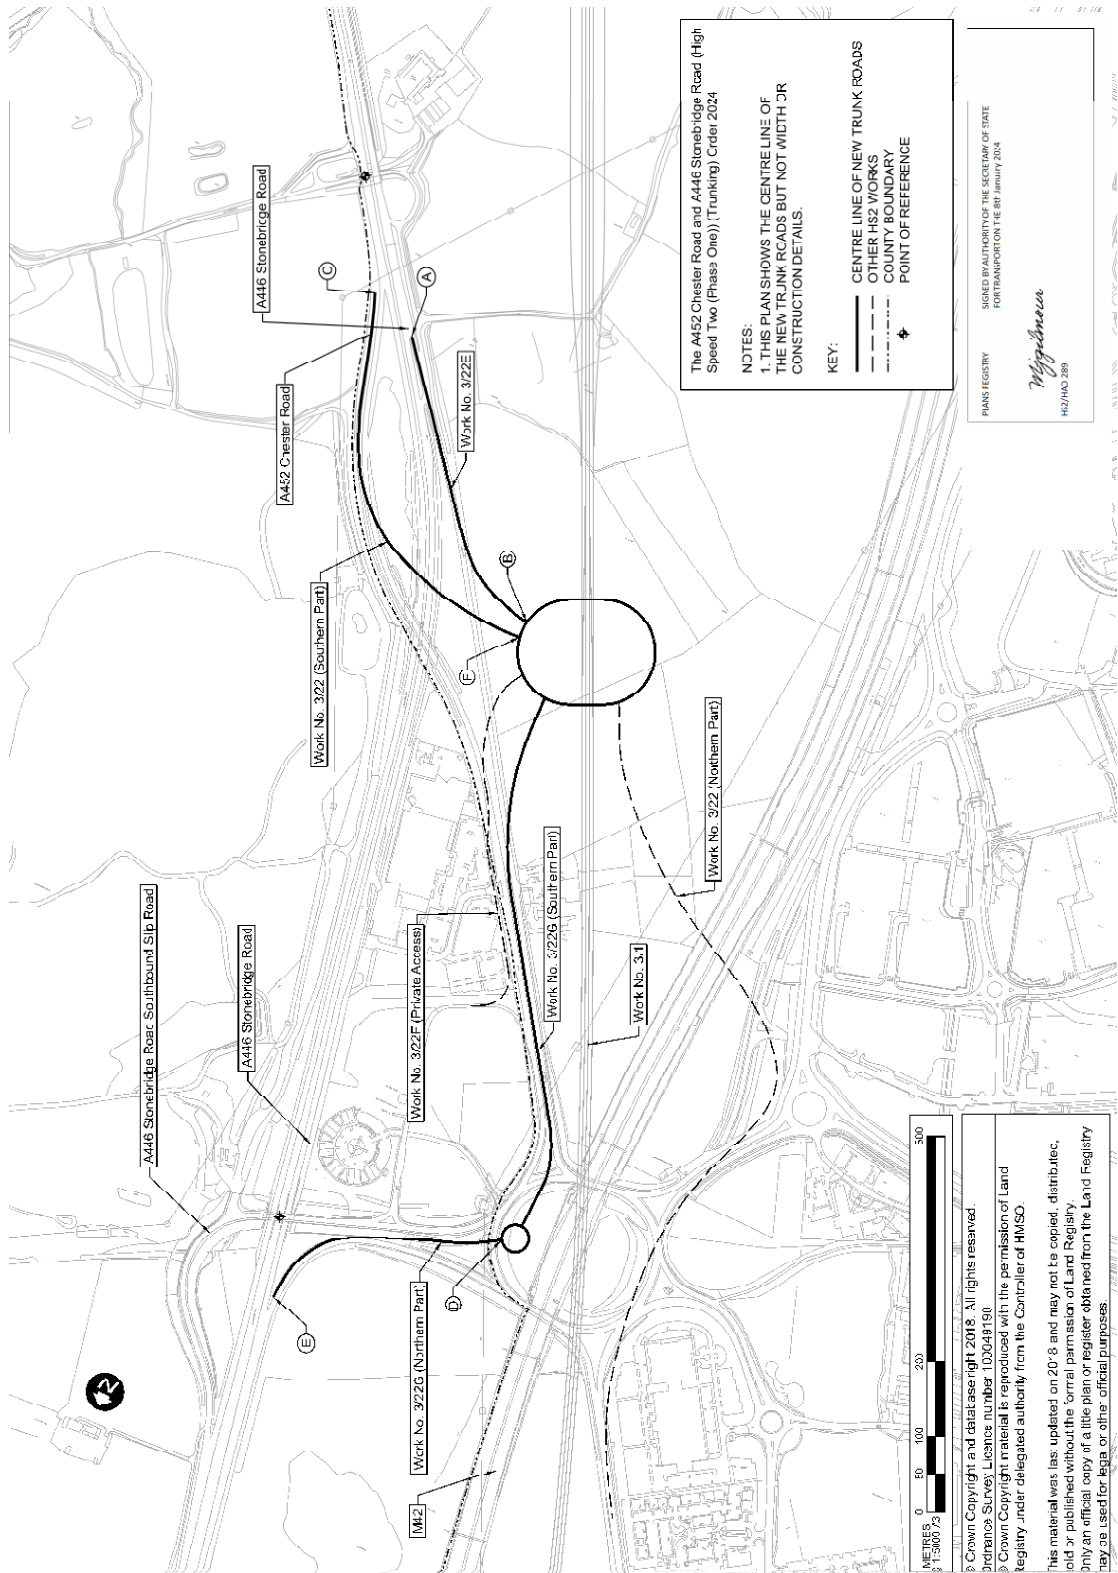 The A452 Chester Road and A446 Stonebridge Road (High
Speed Two (Phase One)) (Trunking) Order 2024
NOTES:
1. THIS PLAN SHOWS THE CENTRE LINE OF
THE NEW TRUNK ROADS BUT NOT WIDTH OR
CONSTRUCTION DETAILS.
KEY:
CENTRE LINE OF NEW TRUNK ROADS
OTHER HS2 WORKS
COUNTY BOUNDARY
POINT OF REFERENCE
PLANS REGISTRY
SIGNED BY AUTHORITY OF THE SECRETARY OF STATE
FOR TRANSPORT ON THE 8th January 2024
HS2/HAO 289
A446 Stonebridge Road Southbound Slip Road
A446 Stonebridge Road
Work No. 3/22 (Southern Part)
A452 Chester Road
A446 Stonebridge Road
C
A
Work No. 3/22E
B
F
E
D
M42
Work No. 3/22G (Northern Part)
Work No. 3/22F (Private Access)
Work No. 3/22G (Southern Part)
Work No. 3/1
Work No. 3/22 (Northern Part)
METRES
0 50 100 200 500
1:5000 A3
© Crown Copyright and database right 2018. All rights reserved.
Ordnance Survey Licence number 100049190
© Crown Copyright material is reproduced with the permission of Land
Registry under delegated authority from the Controller of HMSO.
This material was last updated on 2018 and may not be copied, distributed,
sold or published without the formal permission of Land Registry.
Only an official copy of a title plan or register obtained from the Land Registry
may be used for legal or other official purposes.